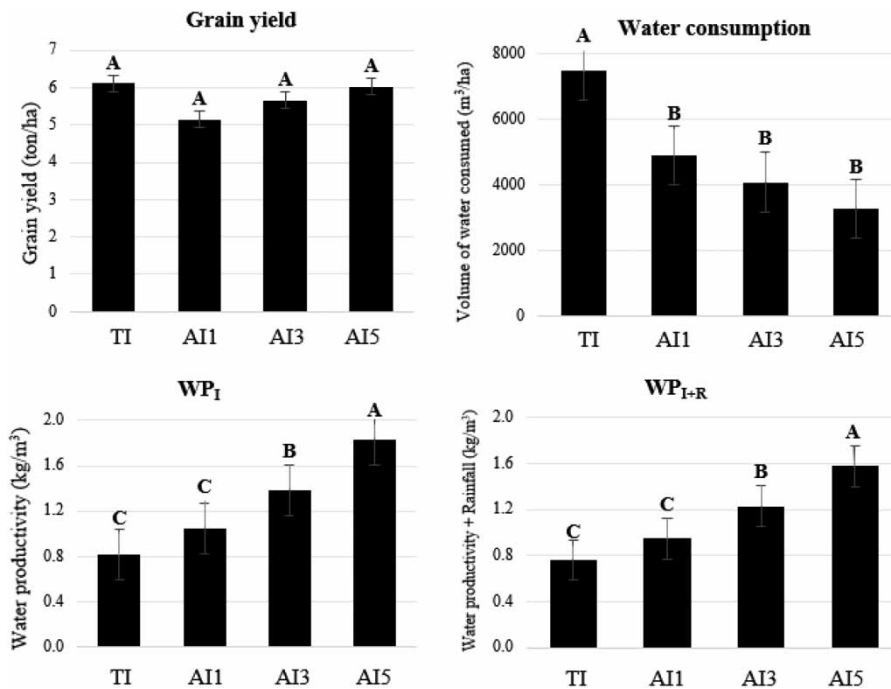 Grain yield
Grain yield (ton/ha)
7
6
5
4
3
2
1
0
A
A
A
A
TI
AI1
AI3
AI5
Water consumption
Volume of water consumed (m³/ha)
8000
6000
4000
2000
0
A
B
B
B
TI
AI1
AI3
AI5
WP_I
Water productivity (kg/m³)
2.0
1.6
1.2
0.8
0.4
0.0
C
C
B
A
TI
AI1
AI3
AI5
WP_I+R
Water productivity + Rainfall (kg/m³)
2.0
1.6
1.2
0.8
0.4
0.0
C
C
B
A
TI
AI1
AI3
AI5